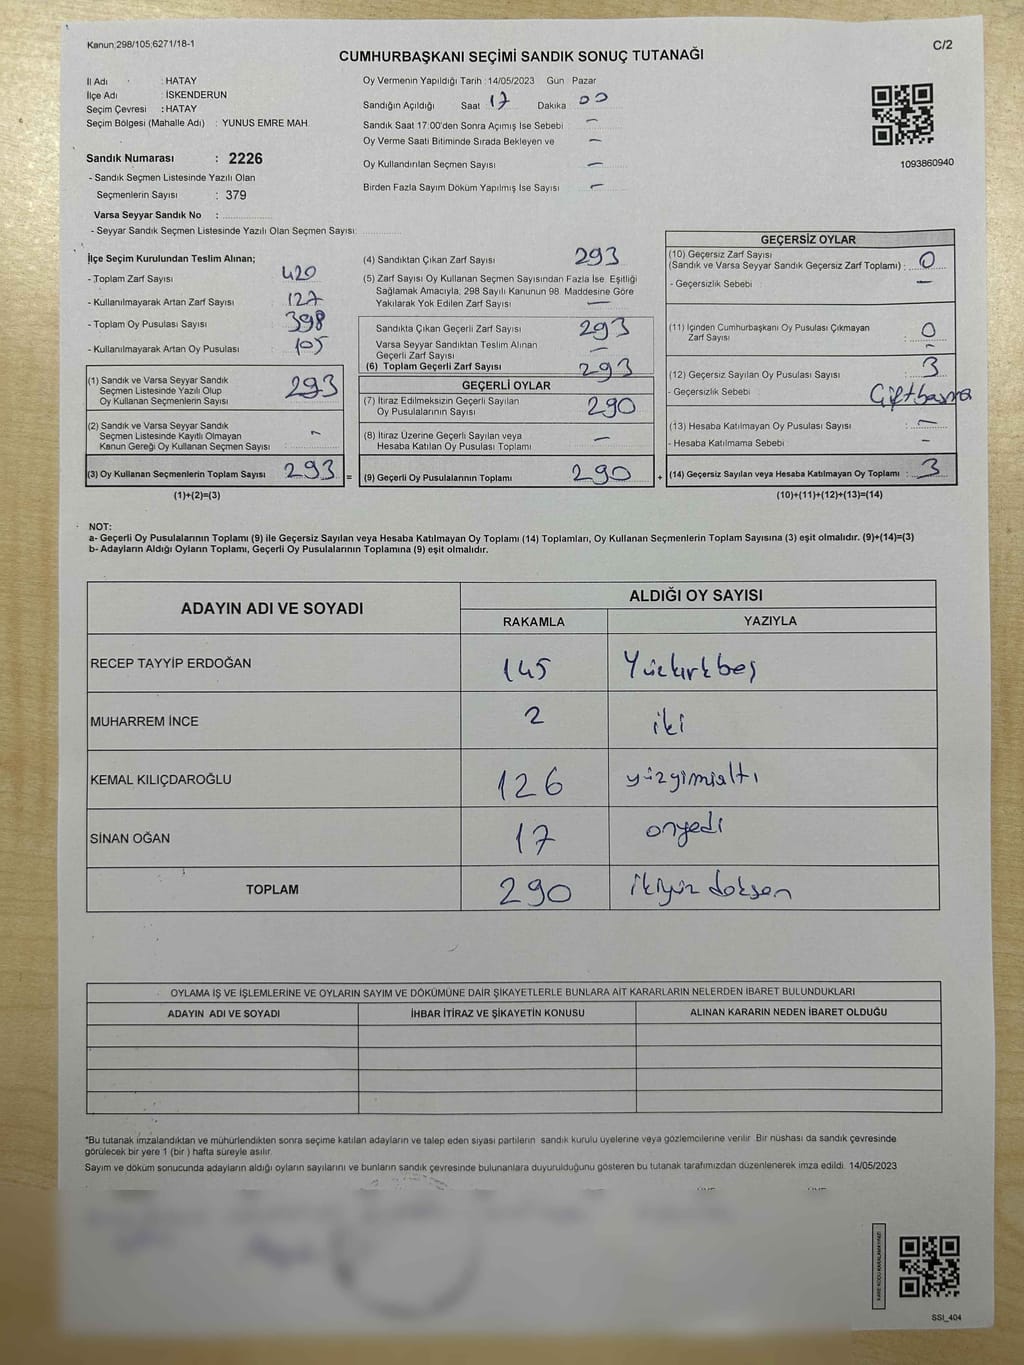 Kanun;298/105;6271/18-1
C/2
CUMHURBAŞKANI SEÇİMİ SANDIK SONUÇ TUTANAĞI
İl Adı : HATAY
İlçe Adı : İSKENDERUN
Seçim Çevresi : HATAY
Seçim Bölgesi (Mahalle Adı) : YUNUS EMRE MAH.
Sandık Numarası : 2226
- Sandık Seçmen Listesinde Yazılı Olan
Seçmenlerin Sayısı : 379
Varsa Seyyar Sandık No :
- Seyyar Sandık Seçmen Listesinde Yazılı Olan Seçmen Sayısı:
Oy Vermenin Yapıldığı Tarih : 14/05/2023 Gün : Pazar
Sandığın Açıldığı Saat 17 Dakika : 00
Sandık Saat 17:00'den Sonra Açımış İse Sebebi : –
Oy Verme Saati Bitiminde Sırada Bekleyen ve –
Oy Kullandırılan Seçmen Sayısı –
Birden Fazla Sayım Döküm Yapılmış İse Sayısı –
1093860940
İlçe Seçim Kurulundan Teslim Alınan;
- Toplam Zarf Sayısı : 420
- Kullanılmayarak Artan Zarf Sayısı : 127
- Toplam Oy Pusulası Sayısı : 398
- Kullanılmayarak Artan Oy Pusulası : 105
(1) Sandık ve Varsa Seyyar Sandık
Seçmen Listesinde Yazılı Olup
Oy Kullanan Seçmenlerin Sayısı : 293
(2) Sandık ve Varsa Seyyar Sandık
Seçmen Listesinde Kayıtlı Olmayan
Kanun Gereği Oy Kullanan Seçmen Sayısı : –
(3) Oy Kullanan Seçmenlerin Toplam Sayısı 293 =
(1)+(2)=(3)
(4) Sandıktan Çıkan Zarf Sayısı 293
(5) Zarf Sayısı Oy Kullanan Seçmen Sayısından Fazla İse, Eşitliği
Sağlamak Amacıyla, 298 Sayılı Kanunun 98. Maddesine Göre
Yakılarak Yok Edilen Zarf Sayısı –
Sandıkta Çıkan Geçerli Zarf Sayısı 293
Varsa Seyyar Sandıktan Teslim Alınan
Geçerli Zarf Sayısı –
(6) Toplam Geçerli Zarf Sayısı 293
GEÇERLİ OYLAR
(7) İtiraz Edilmeksizin Geçerli Sayılan
Oy Pusulalarının Sayısı 290
(8) İtiraz Üzerine Geçerli Sayılan veya
Hesaba Katılan Oy Pusulası Toplamı –
(9) Geçerli Oy Pusulalarının Toplamı 290 +
GEÇERSİZ OYLAR
(10) Geçersiz Zarf Sayısı
(Sandık ve Varsa Seyyar Sandık Geçersiz Zarf Toplamı) : 0
- Geçersizlik Sebebi : –
(11) İçinden Cumhurbaşkanı Oy Pusulası Çıkmayan
Zarf Sayısı : 0
–
(12) Geçersiz Sayılan Oy Pusulası Sayısı : 3
- Geçersizlik Sebebi : Çiftbasma
(13) Hesaba Katılmayan Oy Pusulası Sayısı : –
- Hesaba Katılmama Sebebi : –
(14) Geçersiz Sayılan veya Hesaba Katılmayan Oy Toplamı : 3
(10)+(11)+(12)+(13)=(14)
NOT:
a- Geçerli Oy Pusulalarının Toplamı (9) ile Geçersiz Sayılan veya Hesaba Katılmayan Oy Toplamı (14) Toplamları, Oy Kullanan Seçmenlerin Toplam Sayısına (3) eşit olmalıdır. (9)+(14)=(3)
b- Adayların Aldığı Oyların Toplamı, Geçerli Oy Pusulalarının Toplamına (9) eşit olmalıdır.
ADAYIN ADI VE SOYADI ALDIĞI OY SAYISI
RAKAMLA YAZIYLA
RECEP TAYYİP ERDOĞAN 145 Yüzkırkbeş
MUHARREM İNCE 2 iki
KEMAL KILIÇDAROĞLU 126 yüzyimialtı
SİNAN OĞAN 17 onyedi
TOPLAM 290 ikiyüz doksan
OYLAMA İŞ VE İŞLEMLERİNE VE OYLARIN SAYIM VE DÖKÜMÜNE DAİR ŞİKAYETLERLE BUNLARA AİT KARARLARIN NELERDEN İBARET BULUNDUKLARI
ADAYIN ADI VE SOYADI İHBAR İTİRAZ VE ŞİKAYETİN KONUSU ALINAN KARARIN NEDEN İBARET OLDUĞU
*Bu tutanak imzalandıktan ve mühürlendikten sonra seçime katılan adayların ve talep eden siyasi partilerin sandık kurulu üyelerine veya gözlemcilerine verilir. Bir nüshası da sandık çevresinde
görülecek bir yere 1 (bir ) hafta süreyle asılır.
Sayım ve döküm sonucunda adayların aldığı oyların sayılarını ve bunların sandık çevresinde bulunanlara duyurulduğunu gösteren bu tutanak tarafımızdan düzenlenerek imza edildi. 14/05/2023
KARE KODU KARALAMAYINIZ!
SSI_404